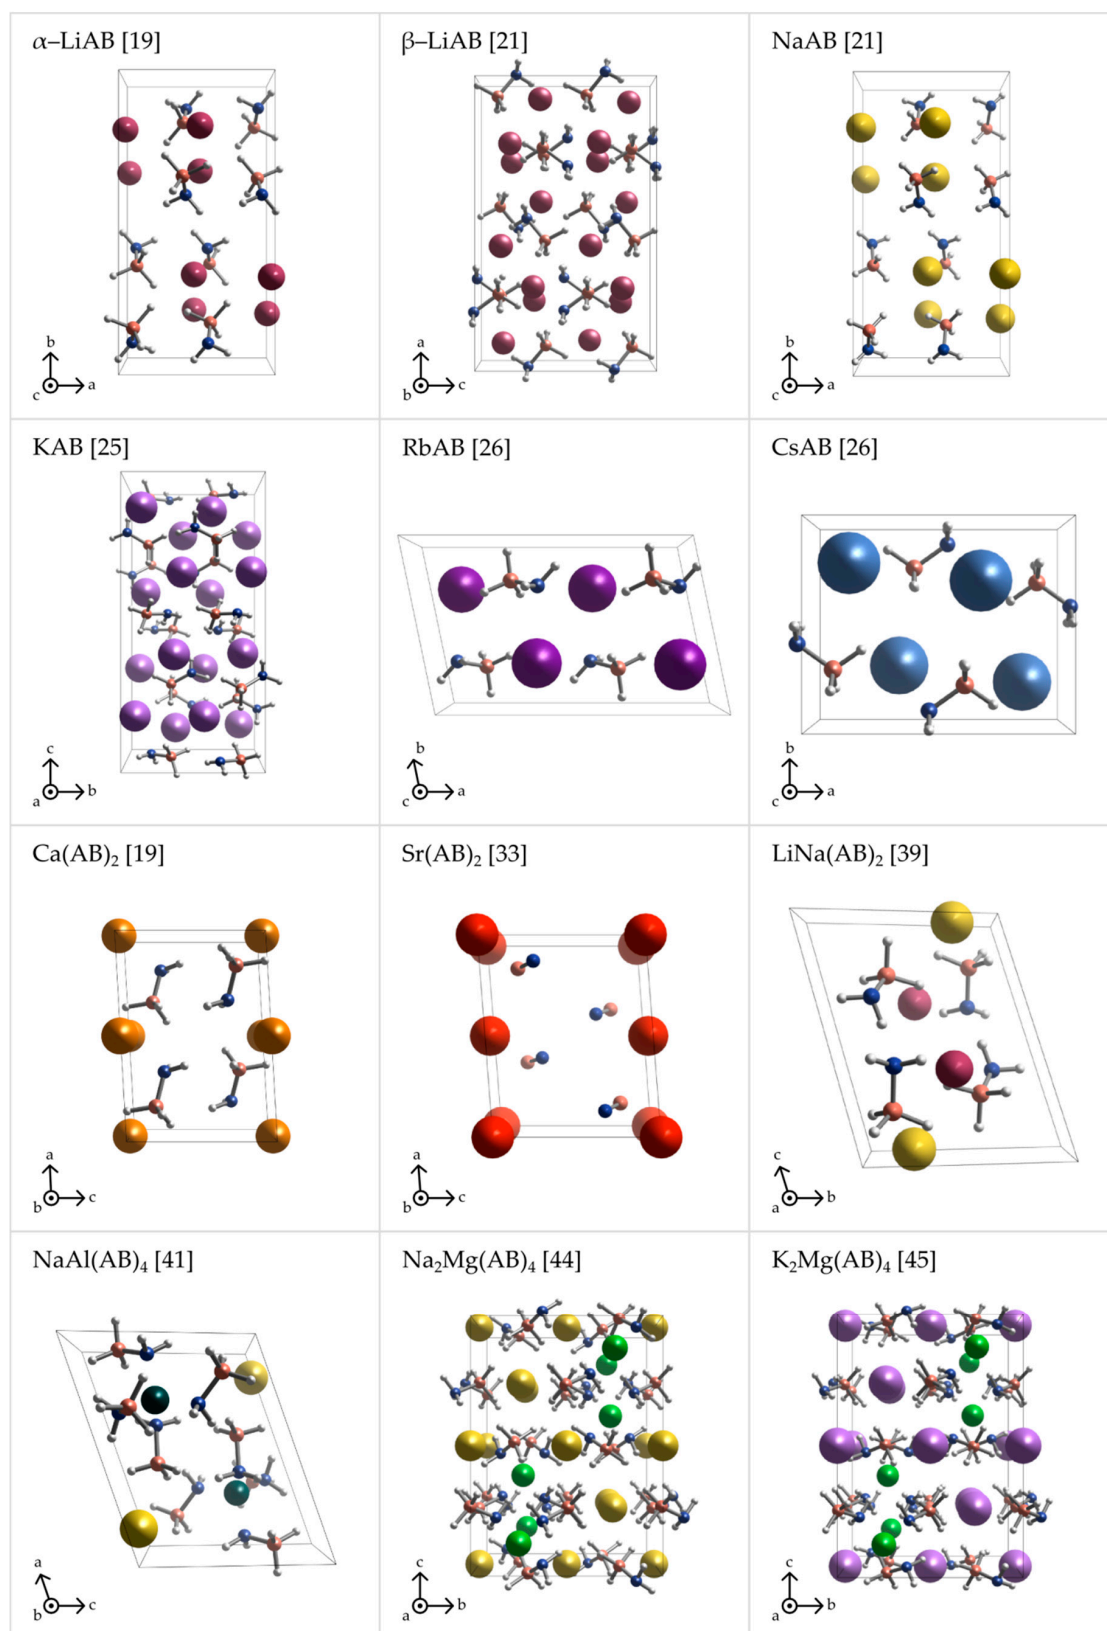 α–LiAB [19]
β–LiAB [21]
NaAB [21]
b
c
a
a
b
c
b
c
a
KAB [25]
RbAB [26]
CsAB [26]
c
a
b
b
c
a
b
c
a
Ca(AB)₂ [19]
Sr(AB)₂ [33]
LiNa(AB)₂ [39]
a
b
c
a
b
c
c
a
b
NaAl(AB)₄ [41]
Na₂Mg(AB)₄ [44]
K₂Mg(AB)₄ [45]
a
b
c
c
a
b
c
a
b